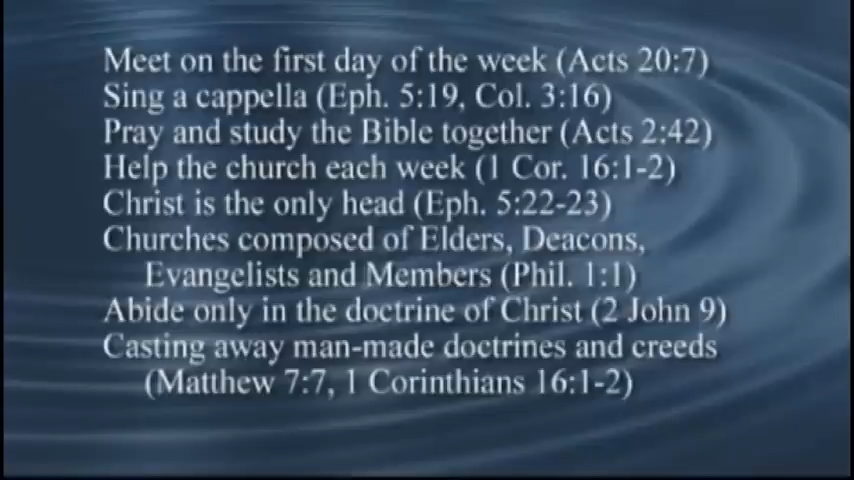 Meet on the first day of the week (Acts 20:7)
Sing a cappella (Eph. 5:19, Col. 3:16)
Pray and study the Bible together (Acts 2:42)
Help the church each week (1 Cor. 16:1-2)
Christ is the only head (Eph. 5:22-23)
Churches composed of Elders, Deacons,
Evangelists and Members (Phil. 1:1)
Abide only in the doctrine of Christ (2 John 9)
Casting away man-made doctrines and creeds
(Matthew 7:7, 1 Corinthians 16:1-2)